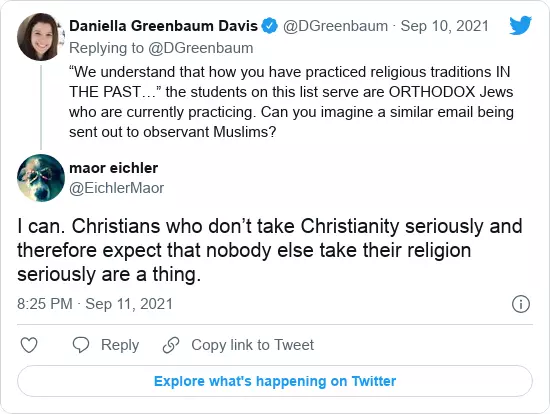 Daniella Greenbaum Davis @DGreenbaum · Sep 10, 2021
Replying to @DGreenbaum
“We understand that how you have practiced religious traditions IN
THE PAST…” the students on this list serve are ORTHODOX Jews
who are currently practicing. Can you imagine a similar email being
sent out to observant Muslims?
maor eichler
@EichlerMaor
I can. Christians who don’t take Christianity seriously and
therefore expect that nobody else take their religion
seriously are a thing.
8:25 PM · Sep 11, 2021
Reply Copy link to Tweet
Explore what's happening on Twitter